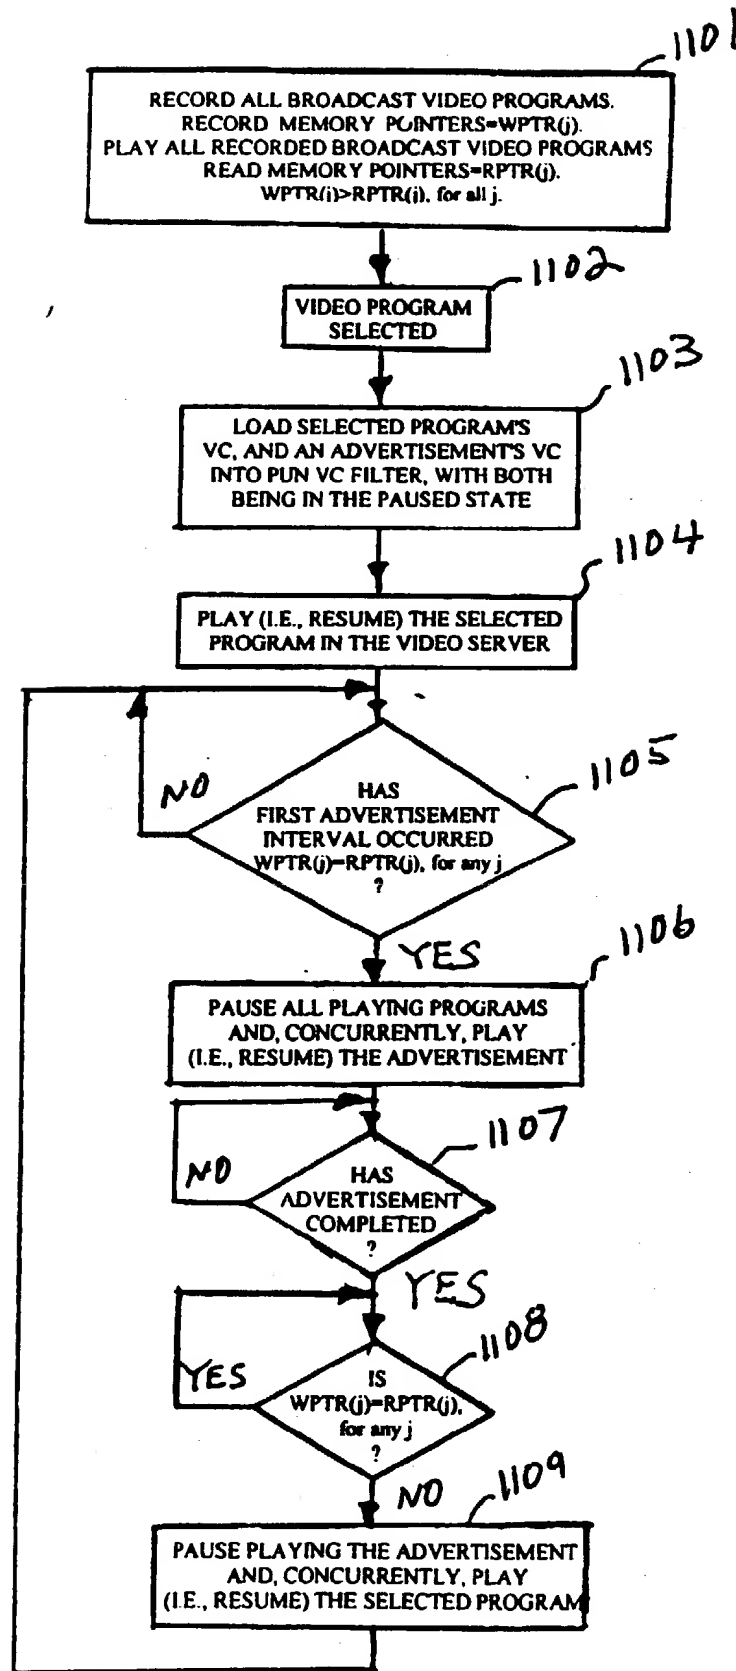 1101
RECORD ALL BROADCAST VIDEO PROGRAMS.
RECORD MEMORY POINTERS=WPTR(j).
PLAY ALL RECORDED BROADCAST VIDEO PROGRAMS
READ MEMORY POINTERS=RPTR(j).
WPTR(j)>RPTR(j), for all j.
1102
VIDEO PROGRAM
SELECTED
1103
LOAD SELECTED PROGRAM'S
VC, AND AN ADVERTISEMENT'S VC
INTO PUN VC FILTER, WITH BOTH
BEING IN THE PAUSED STATE
1104
PLAY (I.E., RESUME) THE SELECTED
PROGRAM IN THE VIDEO SERVER
1105
NO
HAS
FIRST ADVERTISEMENT
INTERVAL OCCURRED
WPTR(j)=RPTR(j), for any j
?
YES
1106
PAUSE ALL PLAYING PROGRAMS
AND, CONCURRENTLY, PLAY
(I.E., RESUME) THE ADVERTISEMENT
1107
NO
HAS
ADVERTISEMENT
COMPLETED
?
YES
1108
YES
IS
WPTR(j)=RPTR(j),
for any j
?
NO
1109
PAUSE PLAYING THE ADVERTISEMENT
AND, CONCURRENTLY, PLAY
(I.E., RESUME) THE SELECTED PROGRAM